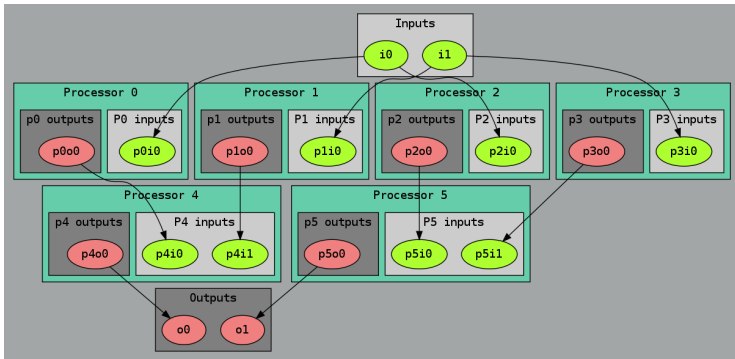 Inputs
i0 i1
Processor 0 Processor 1 Processor 2 Processor 3
p0 outputs P0 inputs p1 outputs P1 inputs p2 outputs P2 inputs p3 outputs P3 inputs
p0o0 p0i0 p1o0 p1i0 p2o0 p2i0 p3o0 p3i0
Processor 4 Processor 5
p4 outputs P4 inputs p5 outputs P5 inputs
p4o0 p4i0 p4i1 p5o0 p5i0 p5i1
Outputs
o0 o1